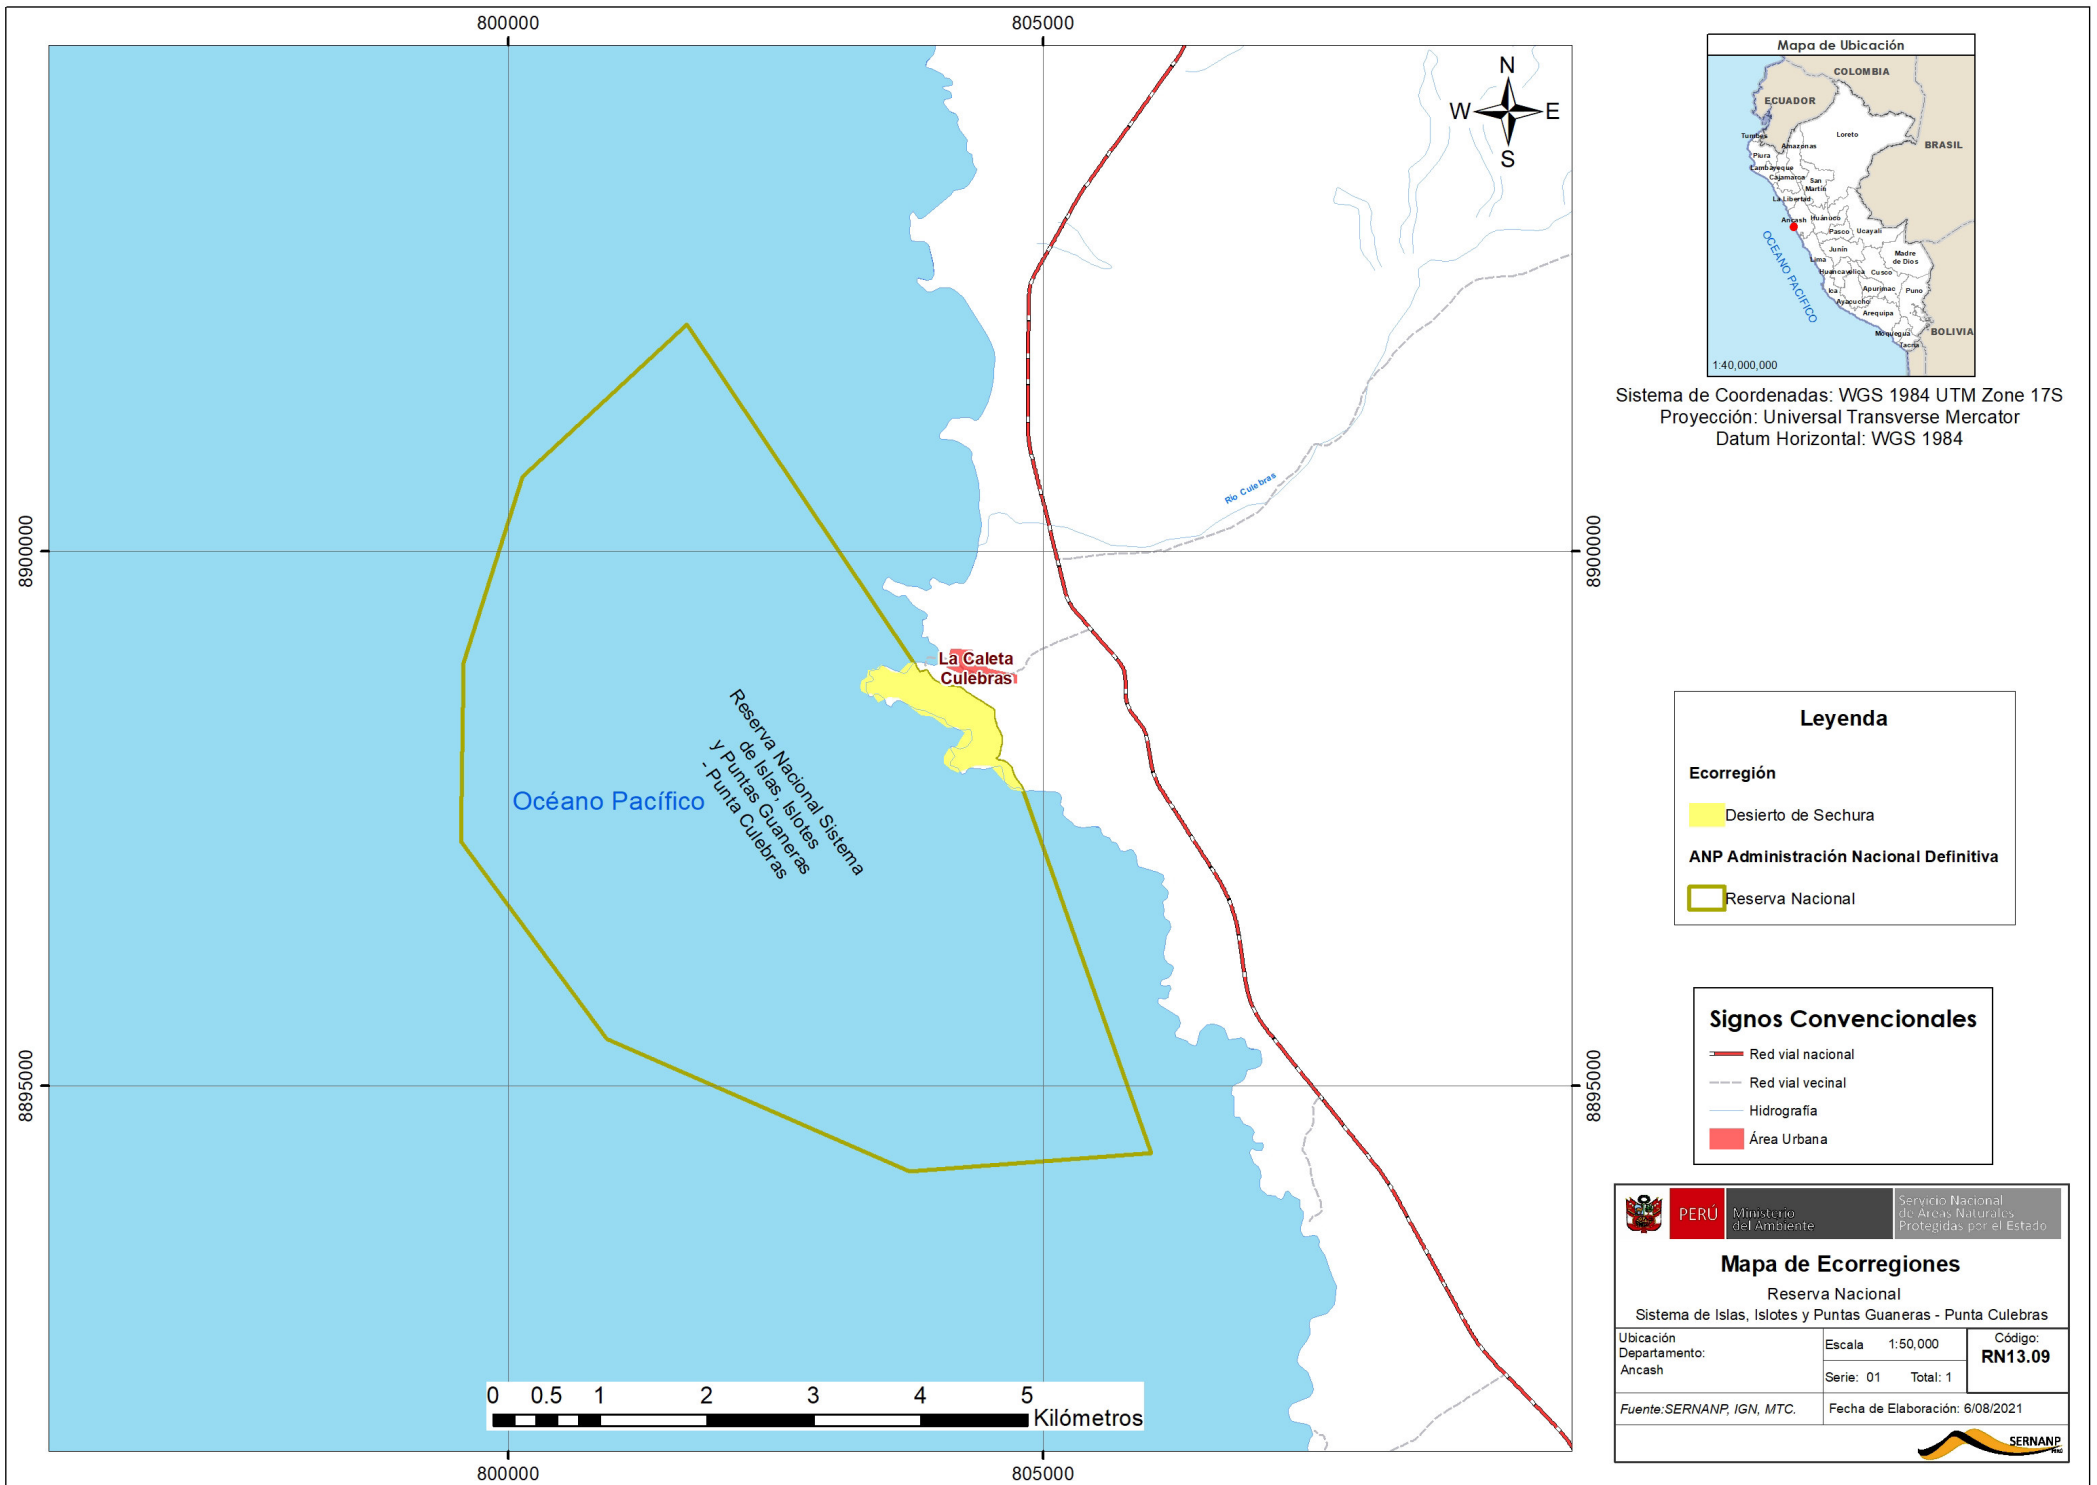 800000
805000
8900000
8895000
8900000
8895000
800000
805000
N
W
E
S
Río Culebras
La Caleta
Culebras
Océano Pacífico
Reserva Nacional Sistema
de Islas, Islotes
y Puntas Guaneras
- Punta Culebras
0 0.5 1 2 3 4 5
Kilómetros
Mapa de Ubicación
COLOMBIA
ECUADOR
Tumbes
Loreto
Amazonas
BRASIL
Piura
Lambayeque
Cajamarca
San
Martín
La Libertad
Ancash
Huánuco
Pasco
Ucayali
OCEANO PACÍFICO
Junín
Madre
de Dios
Lima
Huancavelica
Cusco
Ica
Apurimac
Puno
Ayacucho
Arequipa
Moquegua
BOLIVIA
Tacna
1:40,000,000
Sistema de Coordenadas: WGS 1984 UTM Zone 17S
Proyección: Universal Transverse Mercator
Datum Horizontal: WGS 1984
Leyenda
Ecorregión
Desierto de Sechura
ANP Administración Nacional Definitiva
Reserva Nacional
Signos Convencionales
Red vial nacional
Red vial vecinal
Hidrografía
Área Urbana
PERÚ
Ministerio
del Ambiente
Servicio Nacional
de Áreas Naturales
Protegidas por el Estado
Mapa de Ecorregiones
Reserva Nacional
Sistema de Islas, Islotes y Puntas Guaneras - Punta Culebras
Ubicación
Departamento:
Ancash
Escala 1:50,000
Serie: 01 Total: 1
Código:
RN13.09
Fuente:SERNANP, IGN, MTC.
Fecha de Elaboración: 6/08/2021
SERNANP
PERÚ